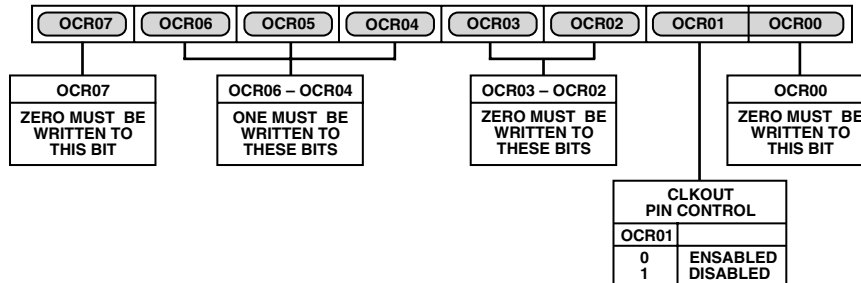 OCR07 OCR06 OCR05 OCR04 OCR03 OCR02 OCR01 OCR00
OCR07
ZERO MUST BE
WRITTEN TO
THIS BIT
OCR06 – OCR04
ONE MUST BE
WRITTEN TO
THESE BITS
OCR03 – OCR02
ZERO MUST BE
WRITTEN TO
THESE BITS
OCR00
ZERO MUST BE
WRITTEN TO
THIS BIT
CLKOUT
PIN CONTROL
OCR01
0 ENSABLED
1 DISABLED